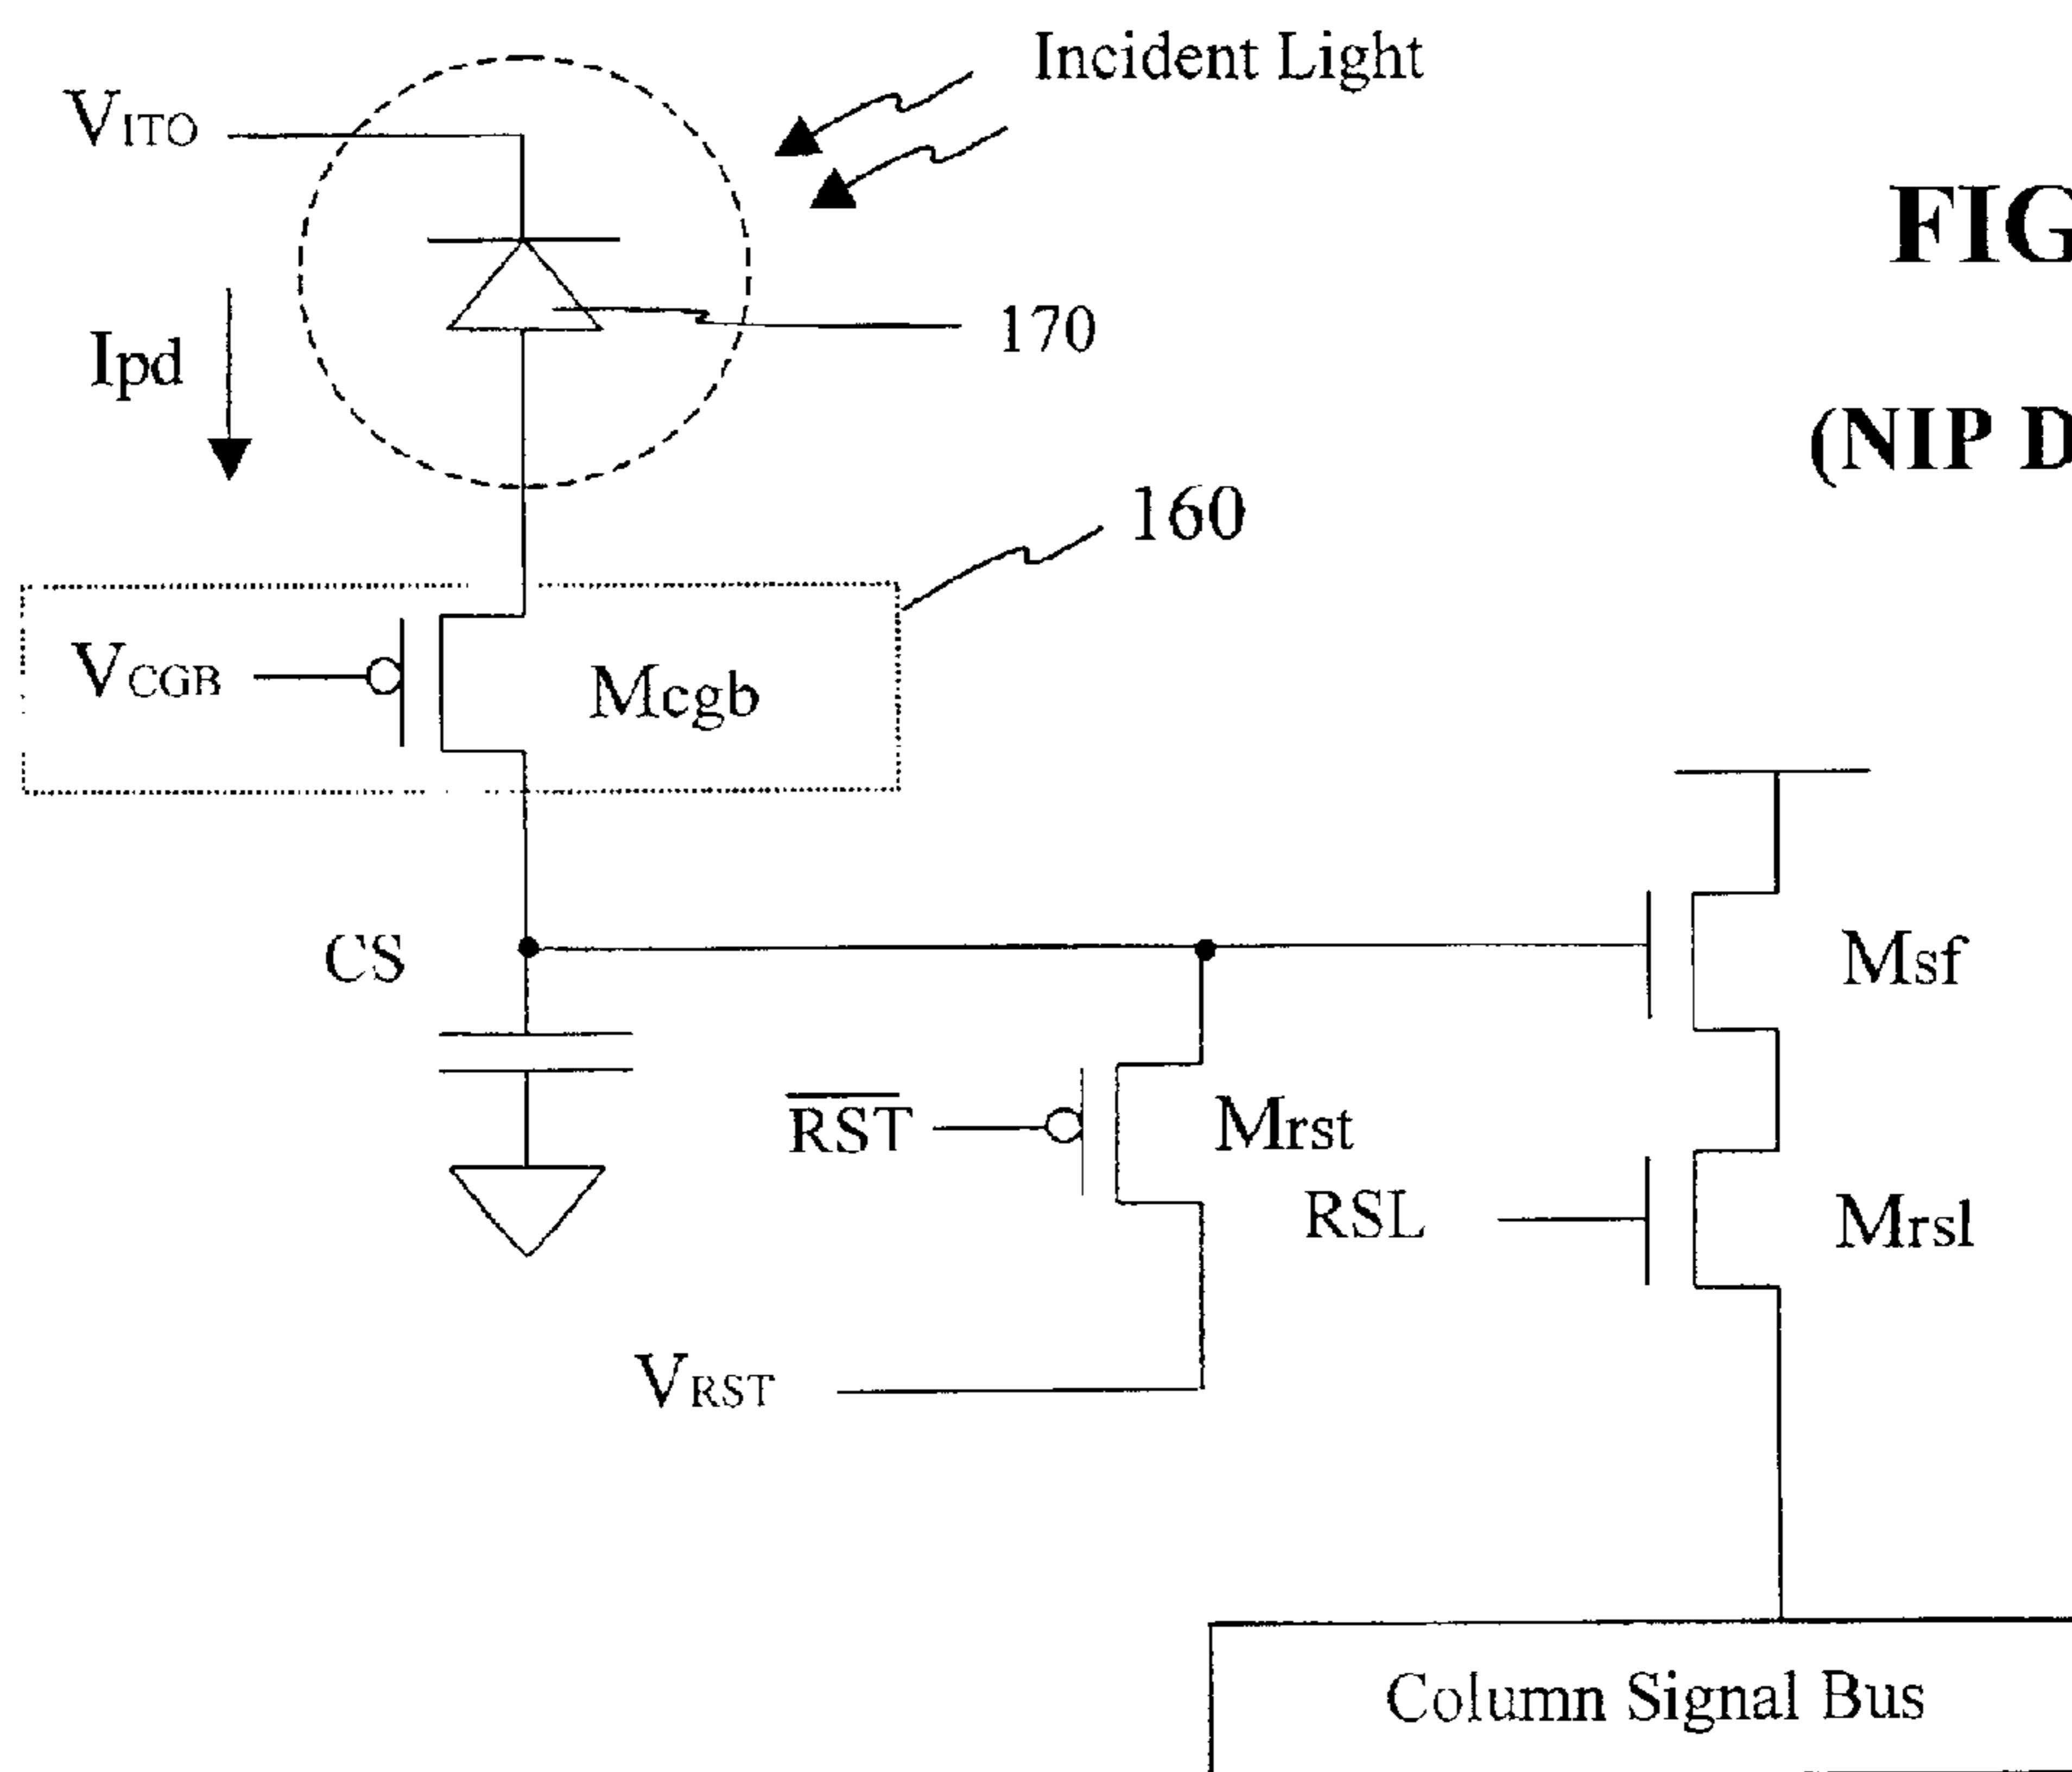 Incident Light
VITO
FIG
170
Ipd
(NIP D
160
VCGB
Mcgb
CS
Msf
RST
Mrst
RSL
Mrsl
VRST
Column Signal Bus